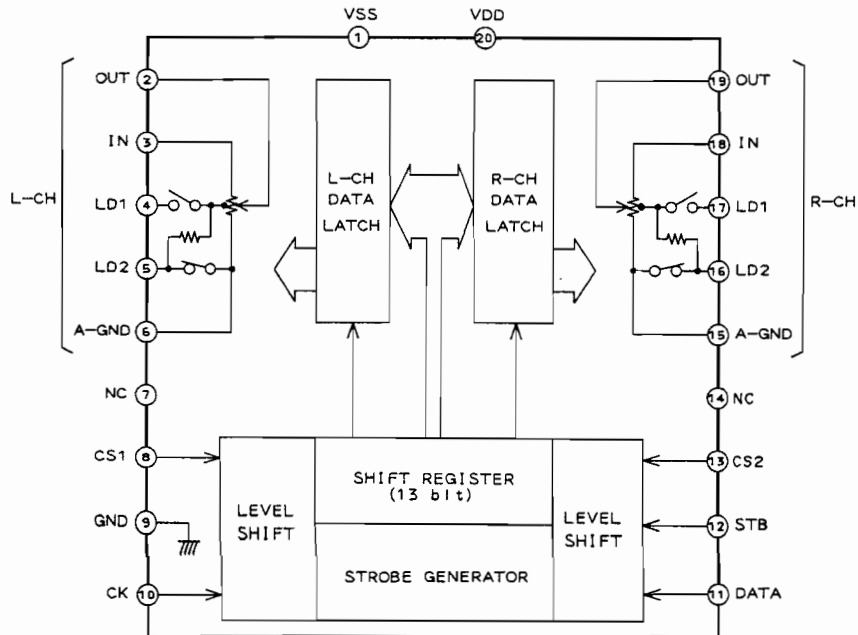 VSS
VDD
1
20
OUT 2
19 OUT
IN 3
18 IN
L-CH
LD1 4
17 LD1
R-CH
L-CH
DATA
LATCH
R-CH
DATA
LATCH
LD2 5
16 LD2
A-GND 6
15 A-GND
NC 7
14 NC
CS1 8
13 CS2
SHIFT REGISTER
(13 bit)
LEVEL
SHIFT
LEVEL
SHIFT
GND 9
12 STB
STROBE GENERATOR
CK 10
11 DATA